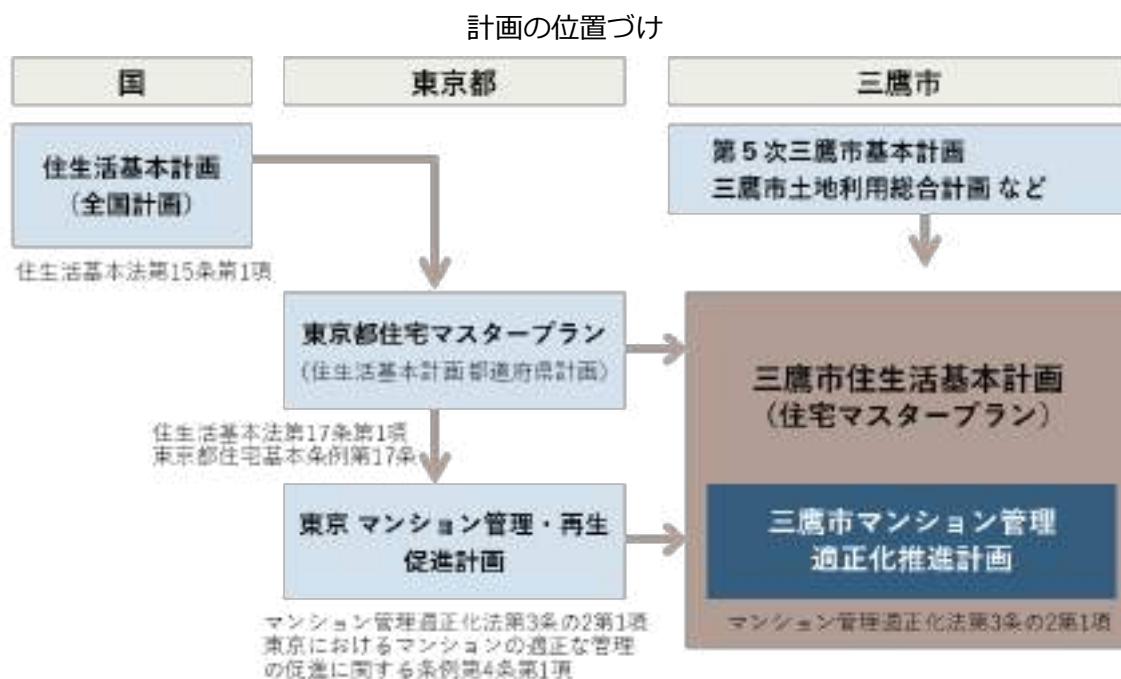 計画の位置づけ
国
東京都
三鷹市
住生活基本計画
（全国計画）
住生活基本法第15条第1項
第５次三鷹市基本計画
三鷹市土地利用総合計画 など
東京都住宅マスタープラン
（住生活基本計画 都道府県計画）
住生活基本法第17条第1項
東京都住宅基本条例第17条
三鷹市住生活基本計画
（住宅マスタープラン）
東京 マンション管理・再生
促進計画
マンション管理適正化法第3条の2第1項
東京におけるマンションの適正な管理
の促進に関する条例第4条第1項
三鷹市マンション管理
適正化推進計画
マンション管理適正化法第3条の2第1項